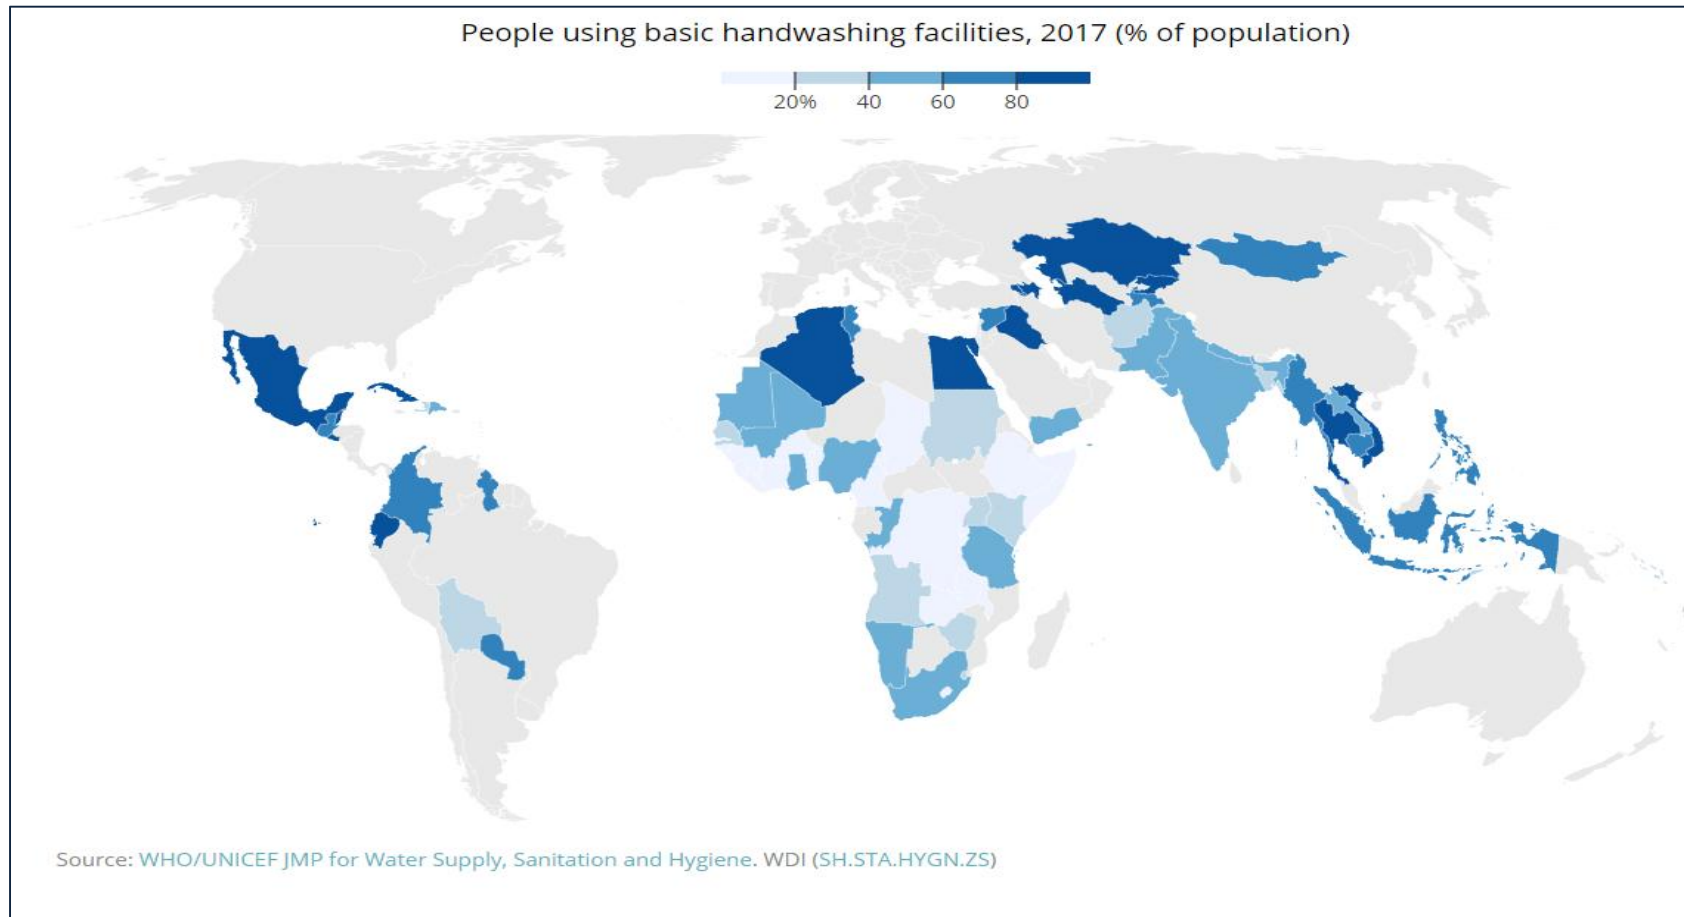 People using basic handwashing facilities, 2017 (% of population)
20% 40 60 80
Source: WHO/UNICEF JMP for Water Supply, Sanitation and Hygiene. WDI (SH.STA.HYGN.ZS)